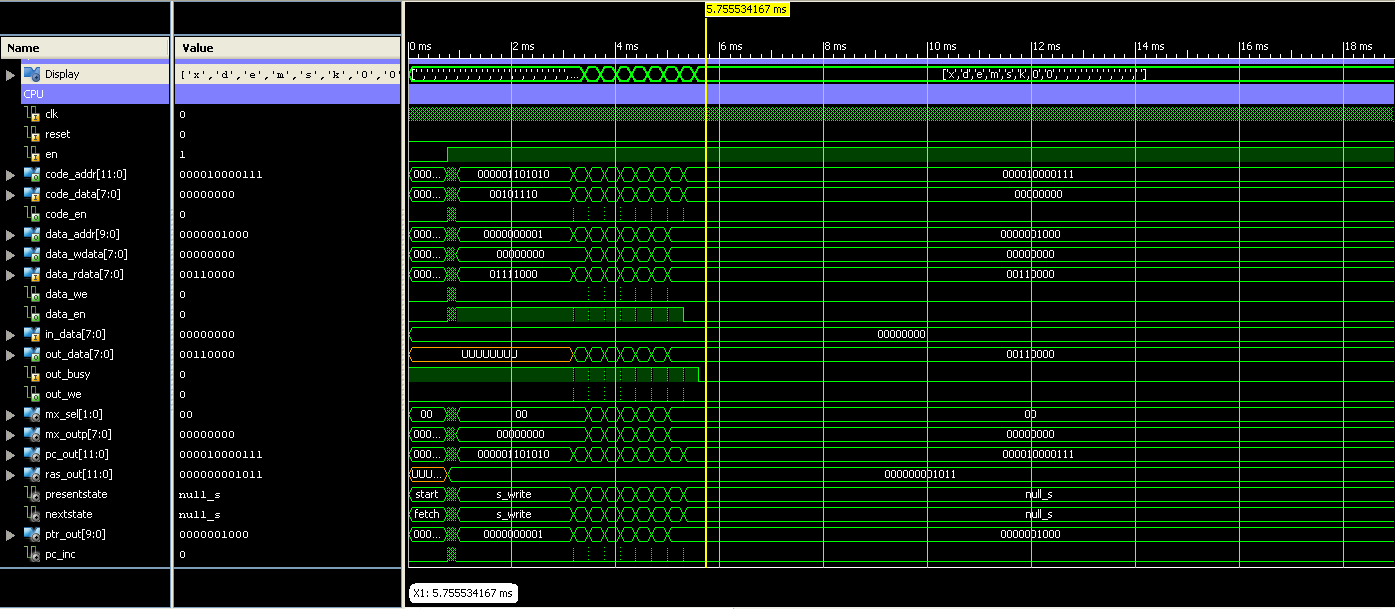 5.755534167 ms
Name Value 0 ms 2 ms 4 ms 6 ms 8 ms 10 ms 12 ms 14 ms 16 ms 18 ms
Display ['x','d','e','m','s','k','0','0' [' ',' ',' ',' ',' ',' ',' ',' ',' ',' ',' ',' ',' ',... ['x','d','e','m','s','k','0','0',' ',' ',' ',' ',' ',' ',' ',' ']
CPU
clk 0
reset 0
en 1
code_addr[11:0] 000010000111 000... 000001101010 000010000111
code_data[7:0] 00000000 000... 00101110 00000000
code_en 0
data_addr[9:0] 0000001000 000... 0000000001 0000001000
data_wdata[7:0] 00000000 000... 00000000 00000000
data_rdata[7:0] 00110000 000... 01111000 00110000
data_we 0
data_en 0
in_data[7:0] 00000000 00000000
out_data[7:0] 00110000 UUUUUUUU 00110000
out_busy 0
out_we 0
mx_sel[1:0] 00 00 00 00
mx_outp[7:0] 00000000 000... 00000000 00000000
pc_out[11:0] 000010000111 000... 000001101010 000010000111
ras_out[11:0] 000000001011 UUU... 000000001011
presentstate null_s start s_write null_s
nextstate null_s fetch s_write null_s
ptr_out[9:0] 0000001000 000... 0000000001 0000001000
pc_inc 0
X1: 5.755534167 ms